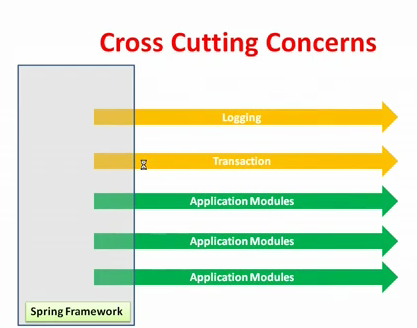 Cross Cutting Concerns
Logging
Transaction
Application Modules
Application Modules
Application Modules
Spring Framework